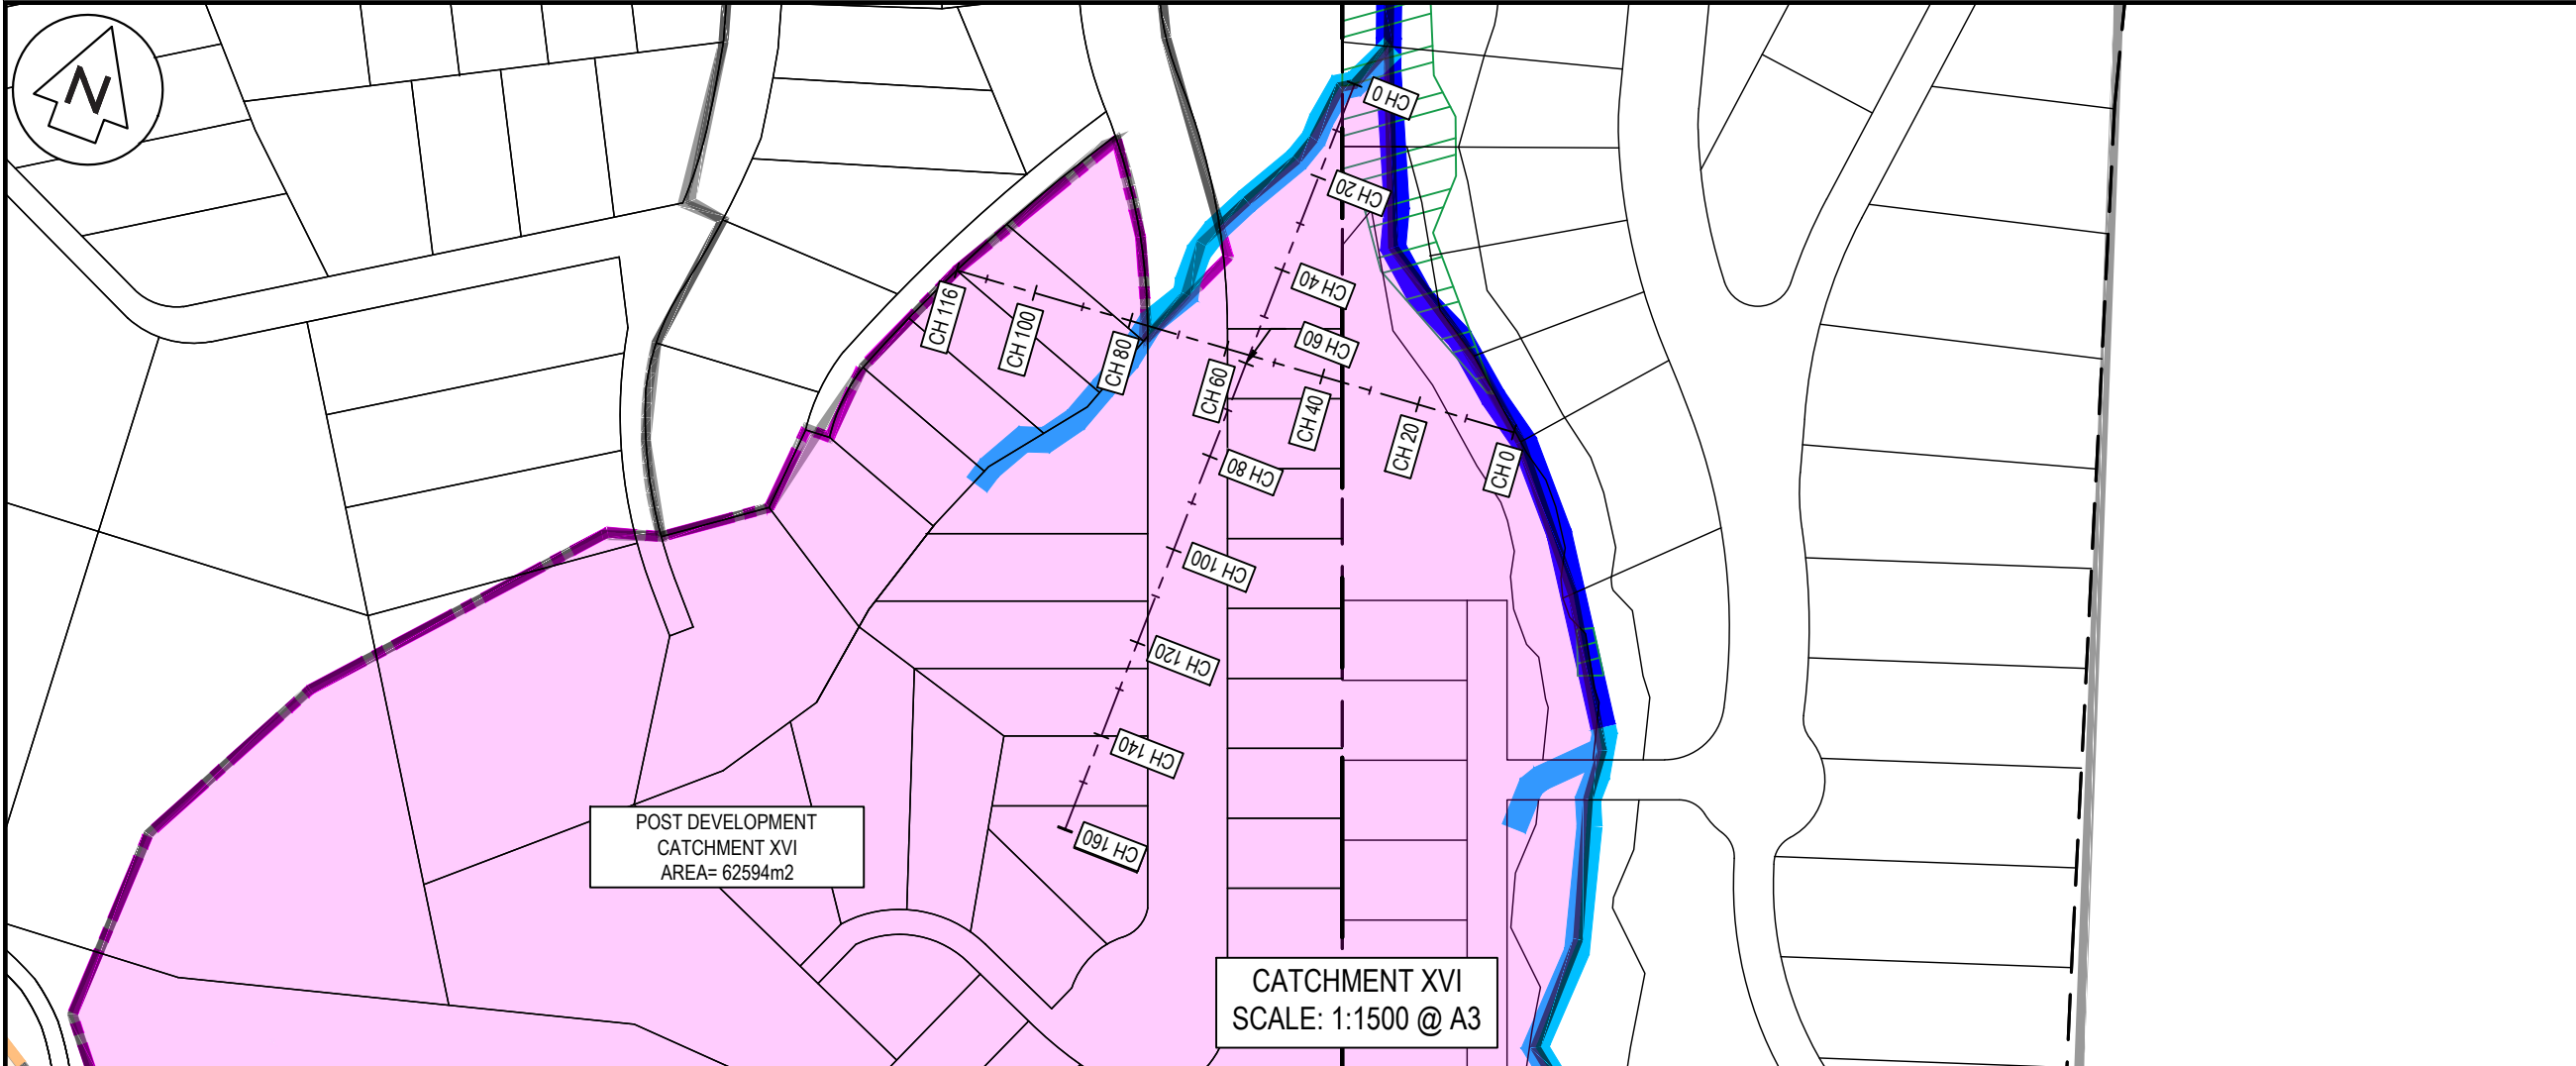 N
CH 0
CH 20
CH 40
CH 60
CH 80
CH 100
CH 120
CH 140
CH 160
CH 116
CH 100
CH 80
CH 60
CH 40
CH 20
CH 0
POST DEVELOPMENT
CATCHMENT XVI
AREA= 62594m2
CATCHMENT XVI
SCALE: 1:1500 @ A3